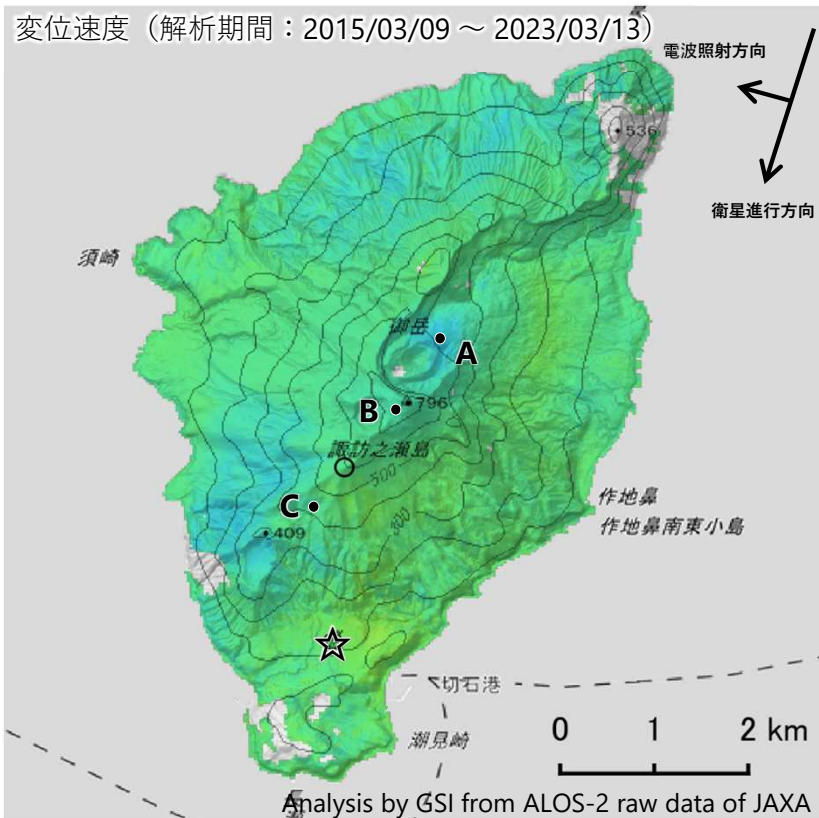 変位速度（解析期間：2015/03/09 ～ 2023/03/13）
電波照射方向
536
衛星進行方向
須崎
御岳
A
B
796
諏訪之瀬島
500
C
作地鼻
作地鼻南東小島
300
409
切石港
0 1 2 km
潮見崎
Analysis by GSI from ALOS-2 raw data of JAXA